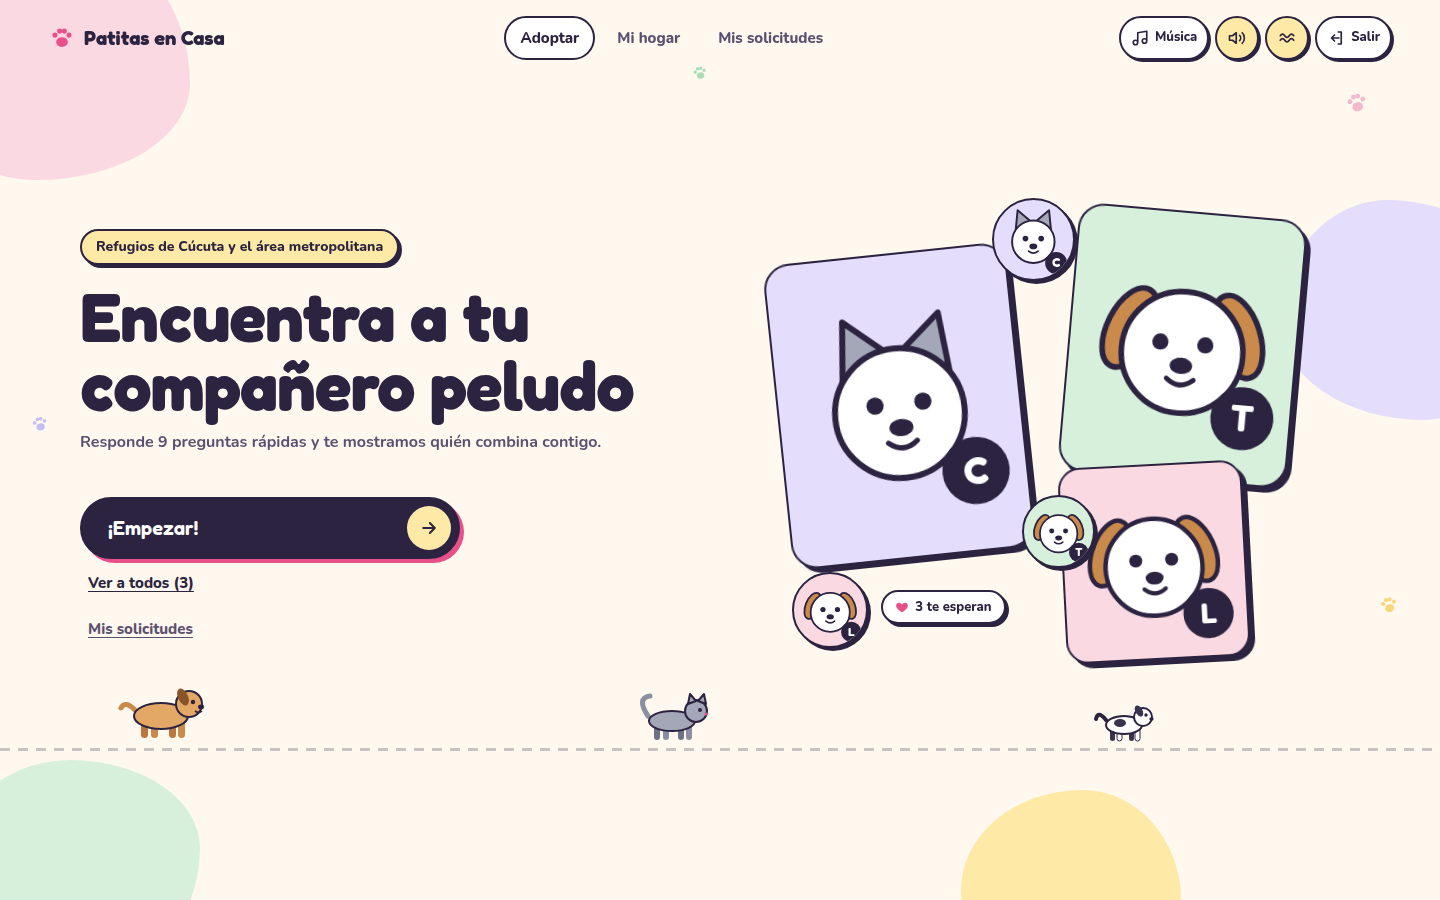 Patitas en Casa
Adoptar
Mi hogar
Mis solicitudes
Música
Salir
Refugios de Cúcuta y el área metropolitana
Encuentra a tu
compañero peludo
Responde 9 preguntas rápidas y te mostramos quién combina contigo.
¡Empezar!
Ver a todos (3)
Mis solicitudes
C
C
T
T
L
L
3 te esperan